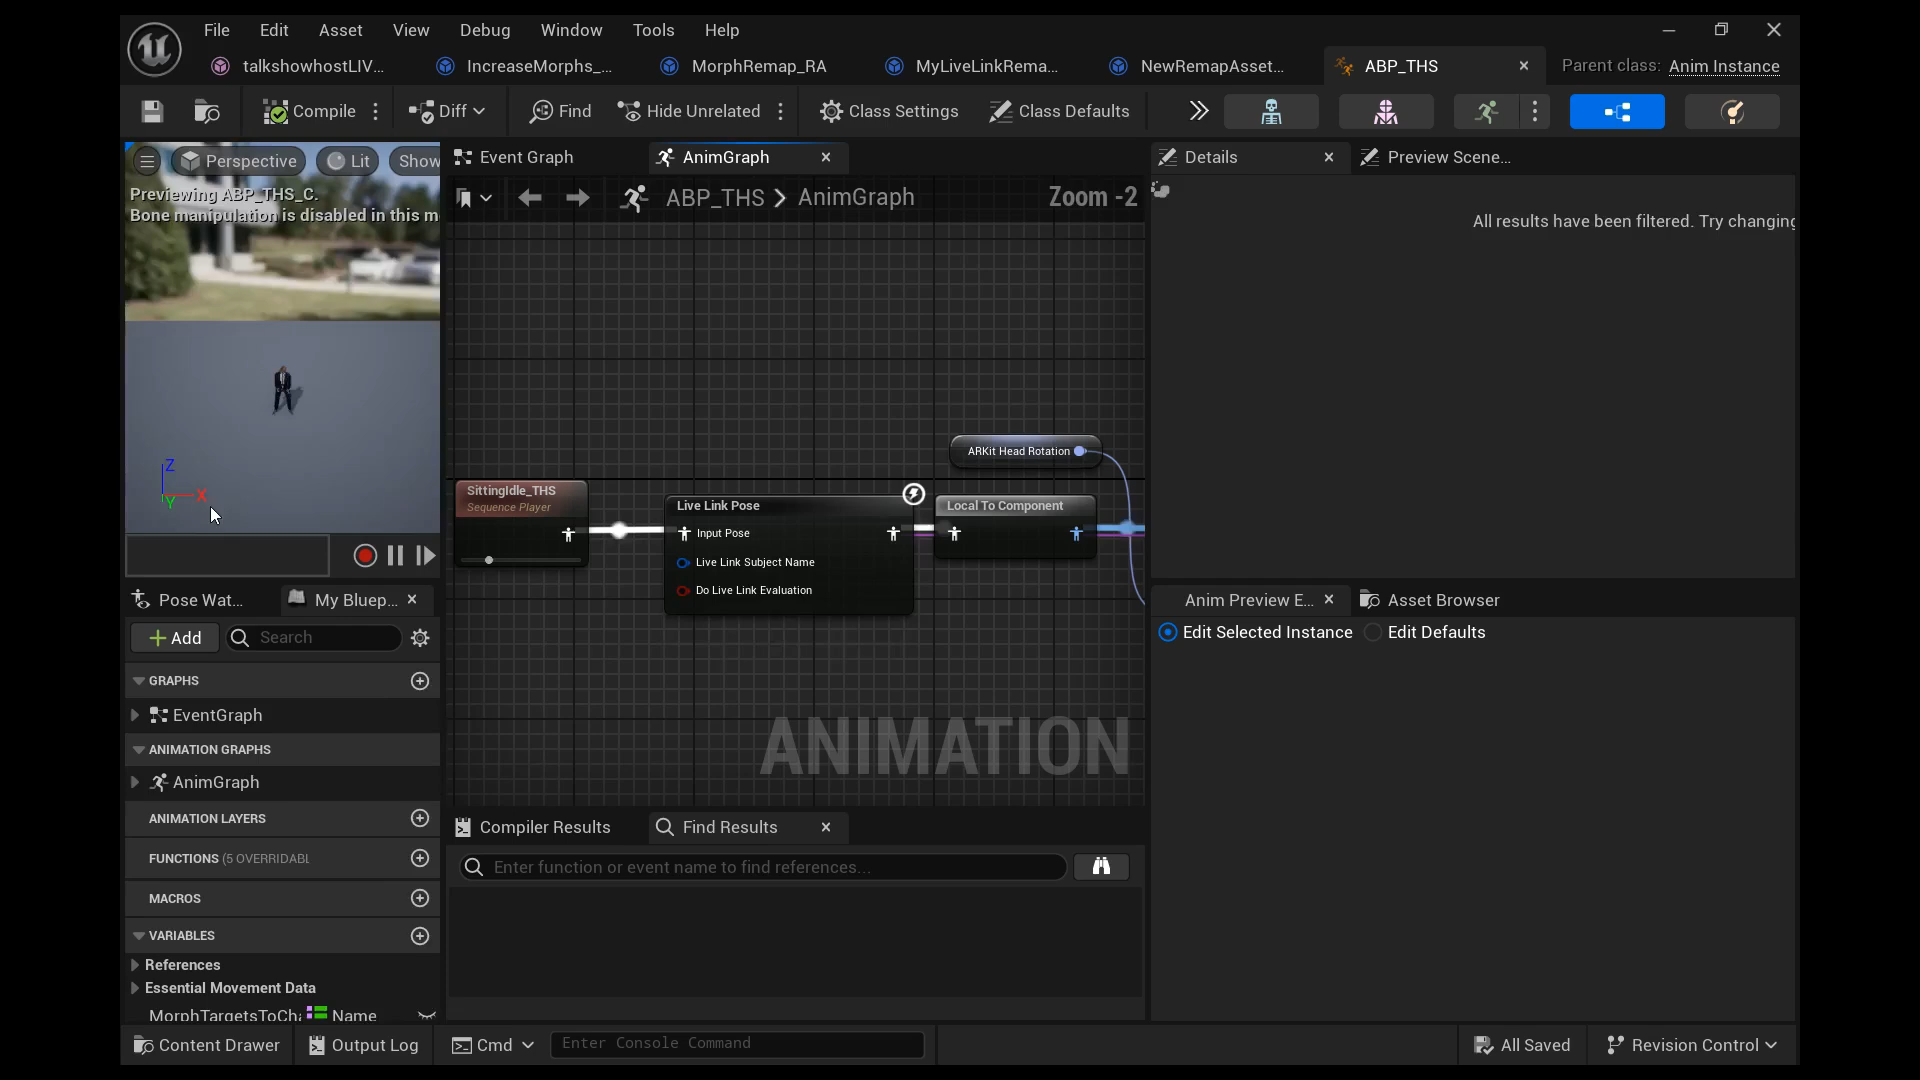 File Edit Asset View Debug Window Tools Help
talkshowhostLIV... IncreaseMorphs_... MorphRemap_RA MyLiveLinkRema... NewRemapAsset... ABP_THS Parent class: Anim Instance
Compile Diff Find Hide Unrelated Class Settings Class Defaults
Perspective Lit Show
Previewing ABP_THS_C.
Bone manipulation is disabled in this m
Z
X
Y
Event Graph AnimGraph
ABP_THS > AnimGraph Zoom -2
ARKit Head Rotation
SittingIdle_THS
Sequence Player
Live Link Pose
Input Pose
Live Link Subject Name
Do Live Link Evaluation
Local To Component
ANIMATION
Details Preview Scene...
All results have been filtered. Try changing
Pose Wat... My Bluep...
Add Search
GRAPHS
EventGraph
ANIMATION GRAPHS
AnimGraph
ANIMATION LAYERS
FUNCTIONS (5 OVERRIDABL
MACROS
VARIABLES
References
Essential Movement Data
MorphTargetsToCha Name
Compiler Results Find Results
Enter function or event name to find references...
Anim Preview E... Asset Browser
Edit Selected Instance Edit Defaults
Content Drawer Output Log Cmd Enter Console Command All Saved Revision Control